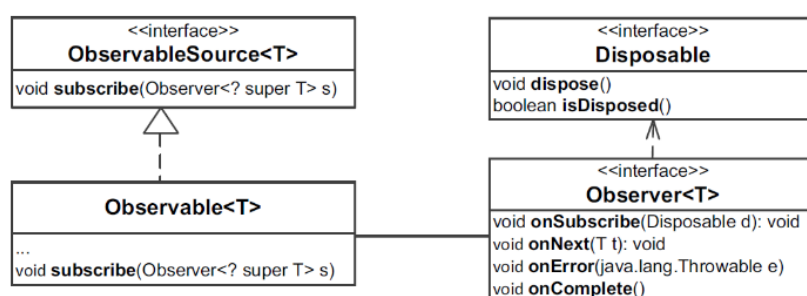 <<interface>>
ObservableSource<T>
void subscribe(Observer<? super T> s)
<<interface>>
Disposable
void dispose()
boolean isDisposed()
Observable<T>
...
void subscribe(Observer<? super T> s)
<<interface>>
Observer<T>
void onSubscribe(Disposable d): void
void onNext(T t): void
void onError(java.lang.Throwable e)
void onComplete()